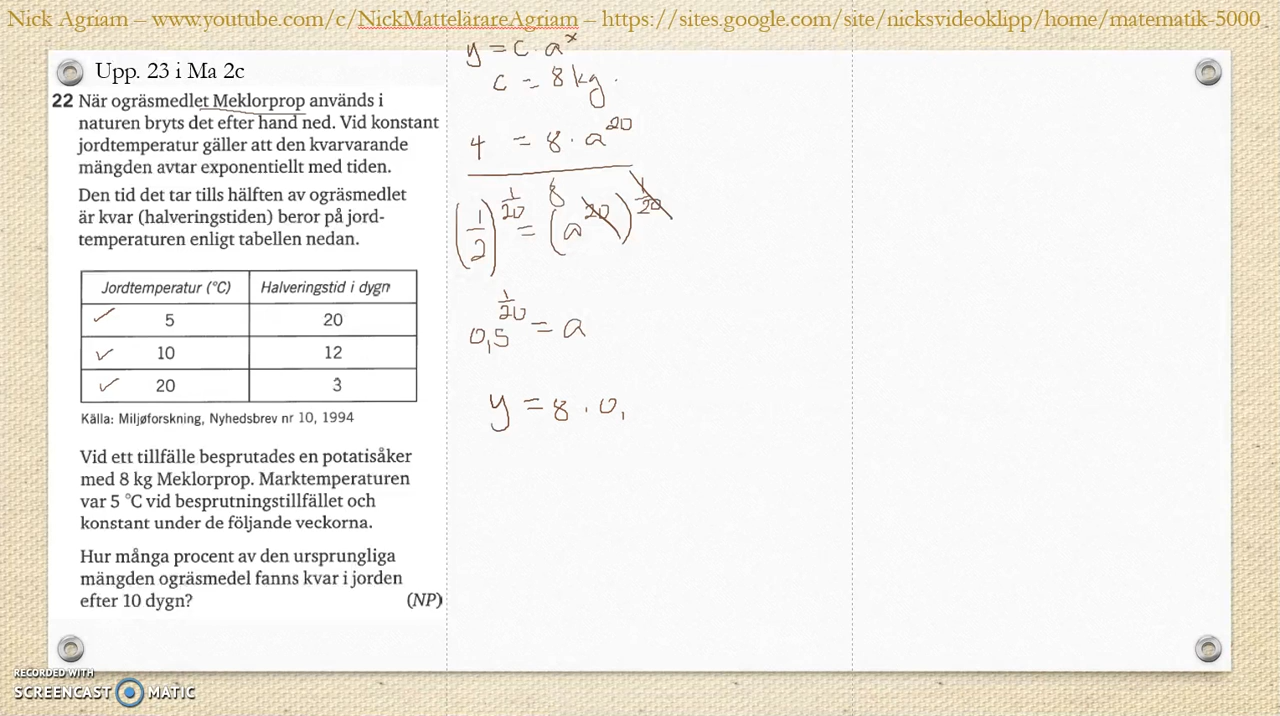 Nick Agriam – www.youtube.com/c/NickMattelärareAgriam – https://sites.google.com/site/nicksvideoklipp/home/matematik-5000
Upp. 23 i Ma 2c
22 När ogräsmedlet Meklorprop används i
naturen bryts det efter hand ned. Vid konstant
jordtemperatur gäller att den kvarvarande
mängden avtar exponentiellt med tiden.
Den tid det tar tills hälften av ogräsmedlet
är kvar (halveringstiden) beror på jord-
temperaturen enligt tabellen nedan.
Jordtemperatur (°C) Halveringstid i dygn
5 20
10 12
20 3
Källa: Miljøforskning, Nyhedsbrev nr 10, 1994
Vid ett tillfälle besprutades en potatisåker
med 8 kg Meklorprop. Marktemperaturen
var 5 °C vid besprutningstillfället och
konstant under de följande veckorna.
Hur många procent av den ursprungliga
mängden ogräsmedel fanns kvar i jorden
efter 10 dygn? (NP)
y = C · a^x
C = 8 kg.
4 = 8 · a^20
8
(1/2)^(1/20) = (a^20)^(1/20)
0,5^(1/20) = a
y = 8 · 0,
RECORDED WITH
SCREENCAST MATIC